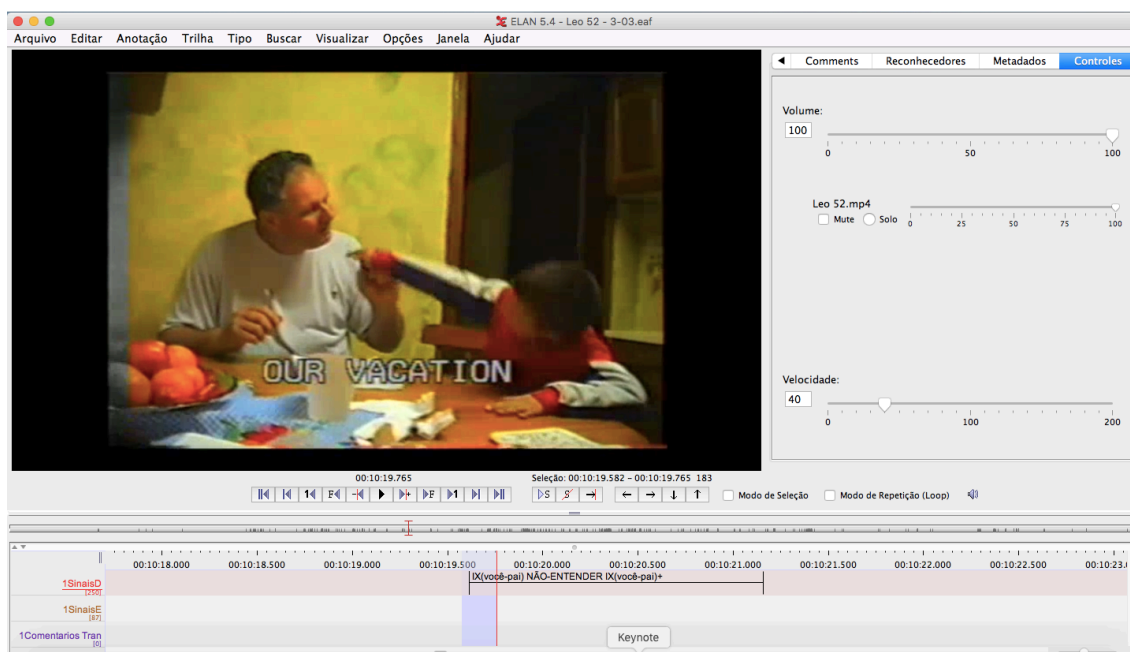 ELAN 5.4 - Leo 52 - 3-03.eaf
Arquivo Editar Anotação Trilha Tipo Buscar Visualizar Opções Janela Ajudar
Comments Reconhecedores Metadados Controles
Volume:
100
0 50 100
Leo 52.mp4
Mute Solo 0 25 50 75 100
OUR VACATION
Velocidade:
40
0 100 200
00:10:19.765 Seleção: 00:10:19.582 - 00:10:19.765 183
1 F F 1 S S Modo de Seleção Modo de Repetição (Loop)
00:10:18.000 00:10:18.500 00:10:19.000 00:10:19.500 00:10:20.000 00:10:20.500 00:10:21.000 00:10:21.500 00:10:22.000 00:10:22.500 00:10:23.
IX(você-pai) NÃO-ENTENDER IX(você-pai)+
1SinaisD
[250]
1SinaisE
[87]
1Comentarios Tran
[0]
Keynote